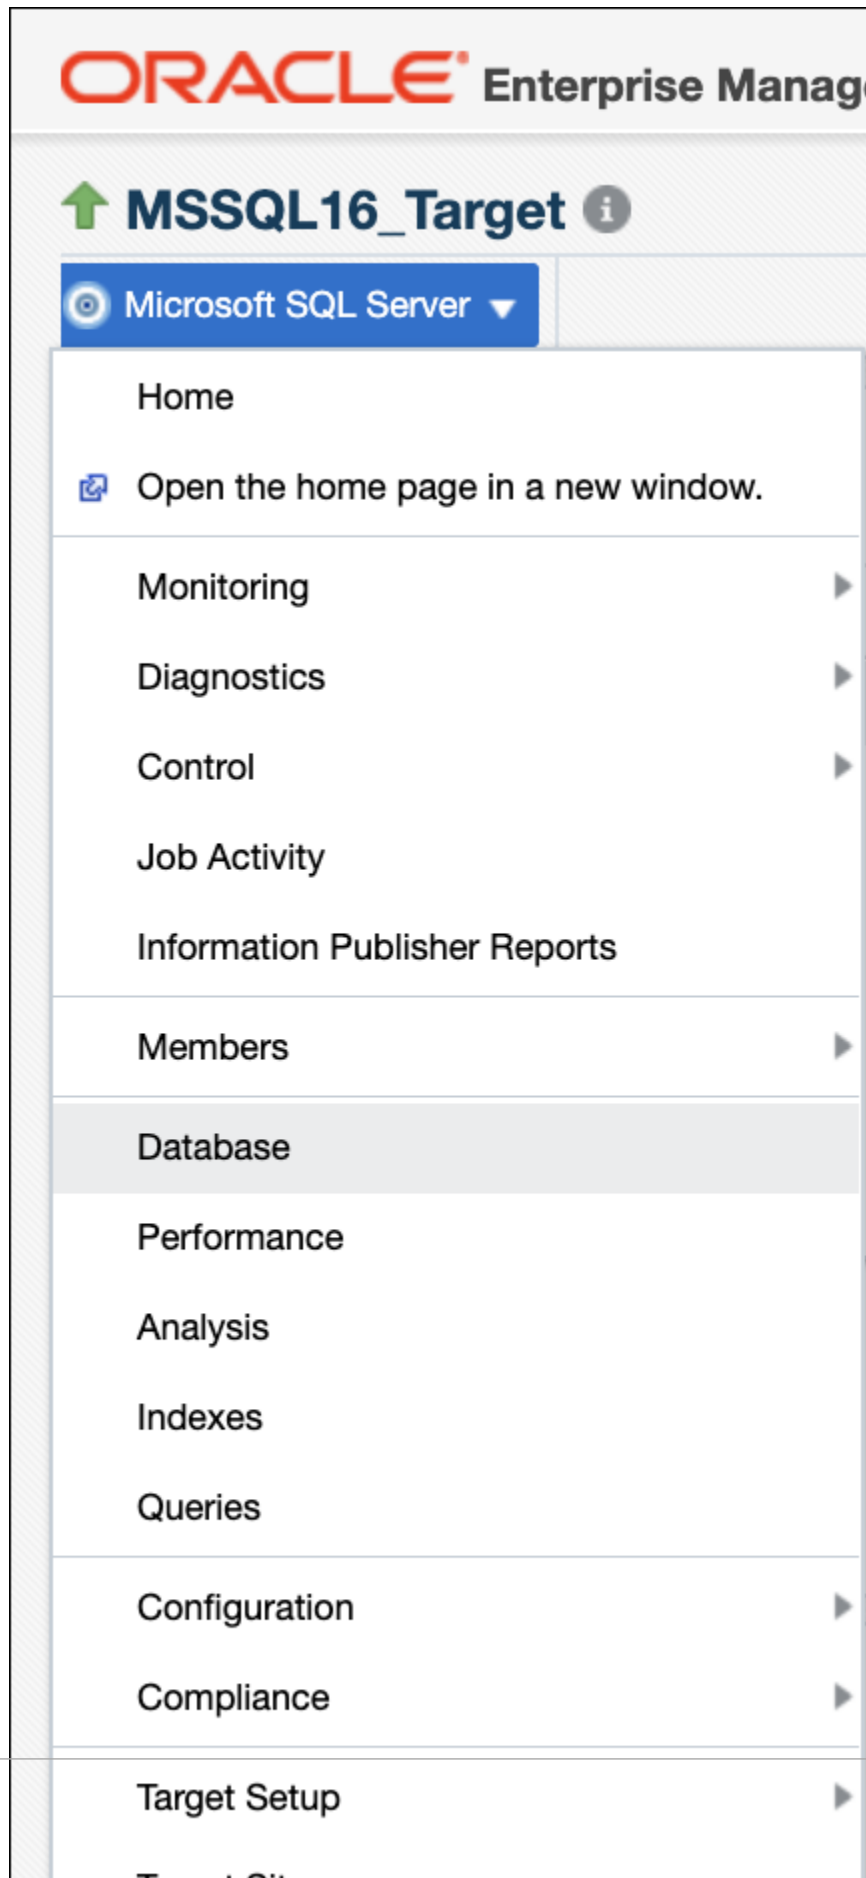 ORACLE Enterprise Manag
MSSQL16_Target
Microsoft SQL Server
Home
Open the home page in a new window.
Monitoring
Diagnostics
Control
Job Activity
Information Publisher Reports
Members
Database
Performance
Analysis
Indexes
Queries
Configuration
Compliance
Target Setup